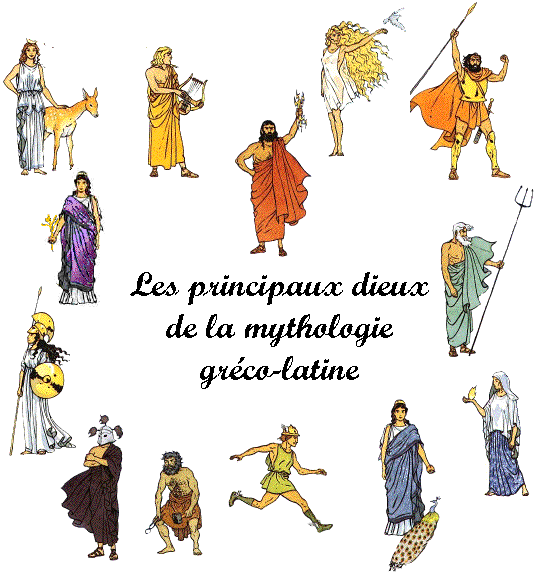 Les principaux dieux
de la mythologie
gréco-latine